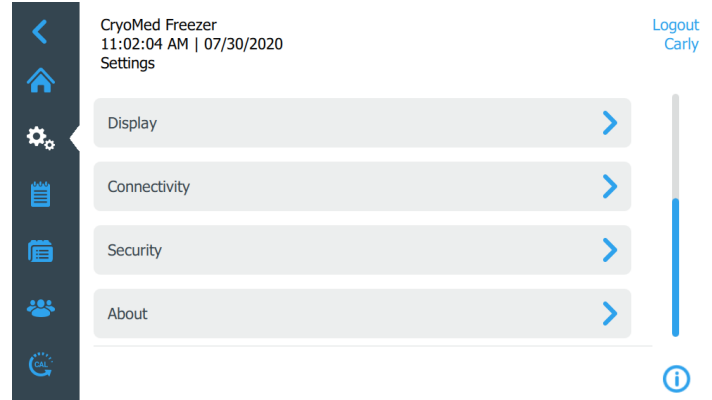 CryoMed Freezer
11:02:04 AM | 07/30/2020
Settings
Logout
Carly
Display
Connectivity
Security
About
CAL